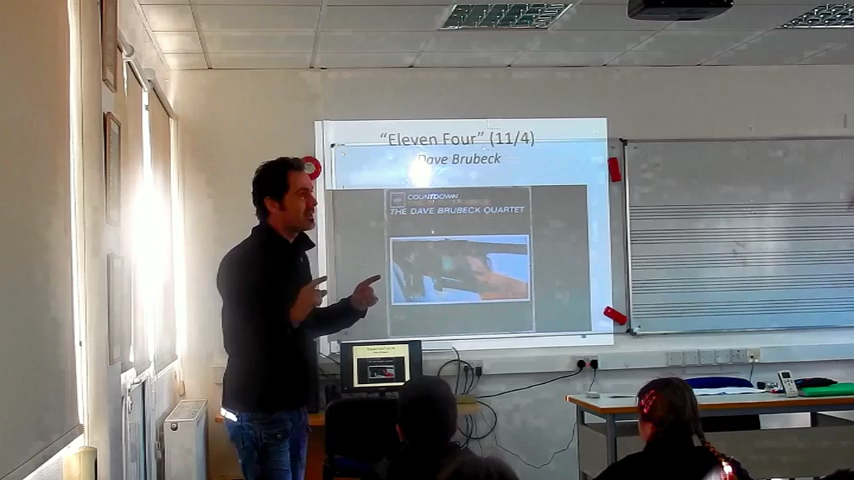 "Eleven Four" (11/4)
Dave Brubeck
COUNTDOWN
THE DAVE BRUBECK QUARTET